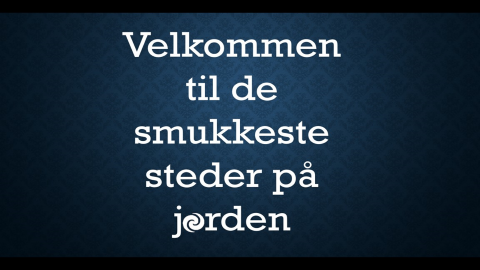 Velkommen
til de
smukkeste
steder på
jorden